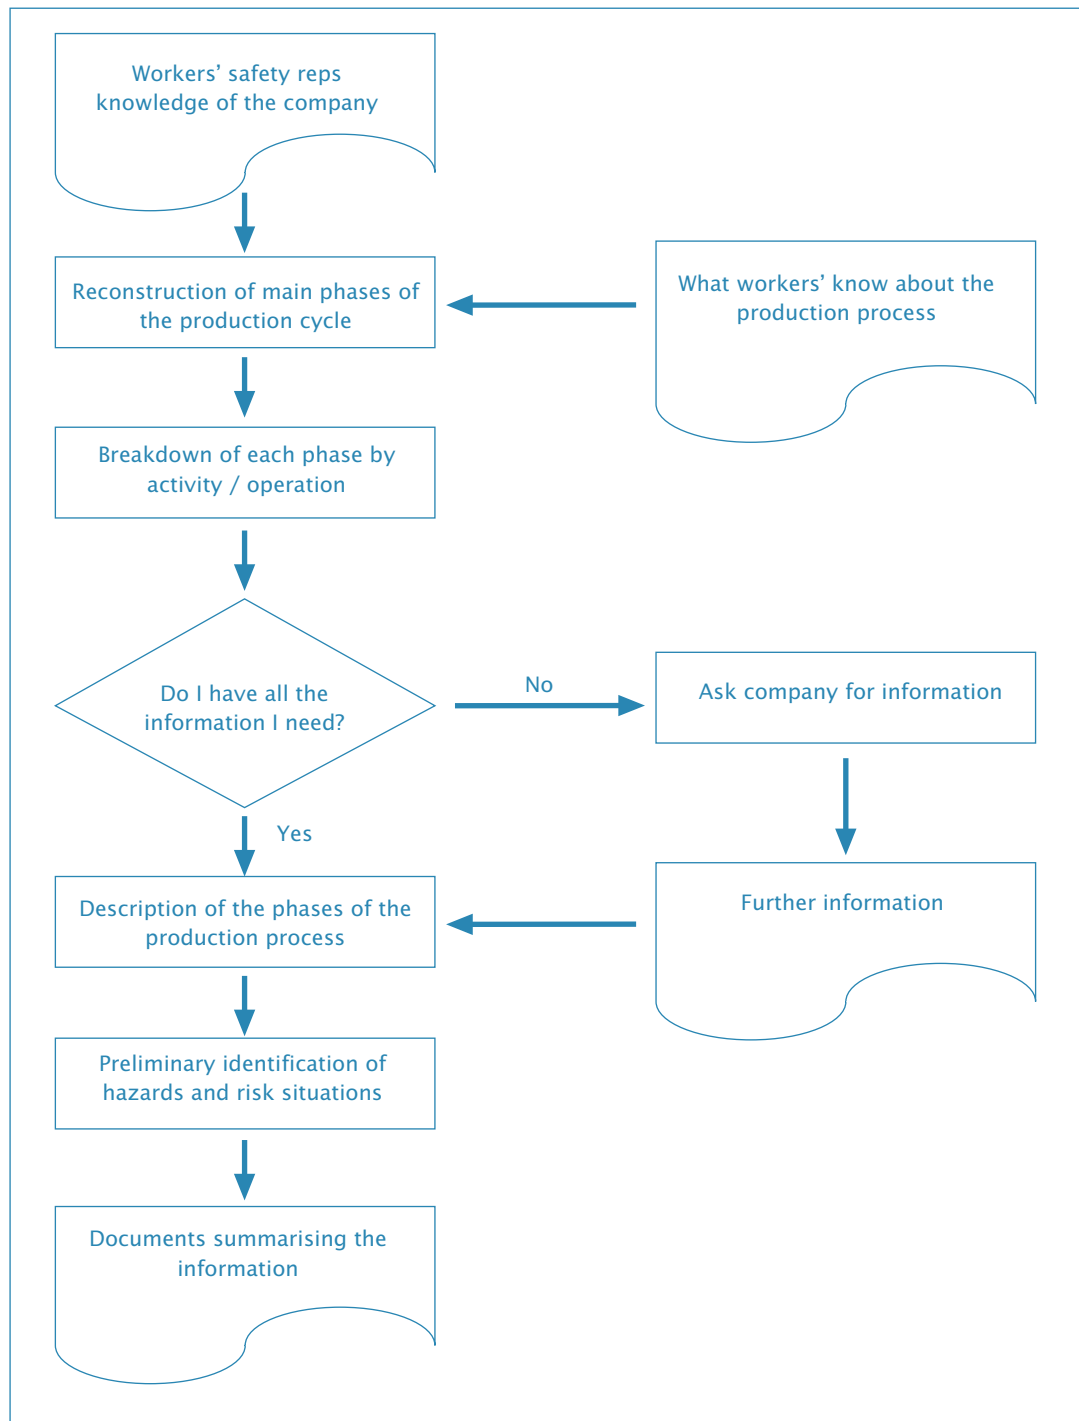 Workers’ safety reps
knowledge of the company
Reconstruction of main phases of
the production cycle
What workers’ know about the
production process
Breakdown of each phase by
activity / operation
Do I have all the
information I need?
No
Ask company for information
Yes
Description of the phases of the
production process
Further information
Preliminary identification of
hazards and risk situations
Documents summarising the
information